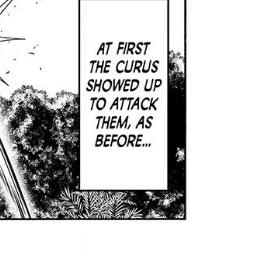 AT FIRST
THE CURUS
SHOWED UP
TO ATTACK
THEM, AS
BEFORE...